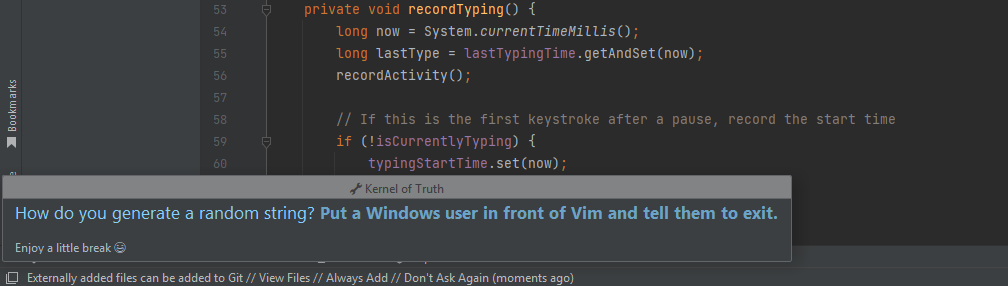 53 private void recordTyping() {
54 long now = System.currentTimeMillis();
55 long lastType = lastTypingTime.getAndSet(now);
56 recordActivity();
57
58 // If this is the first keystroke after a pause, record the start time
59 if (!isCurrentlyTyping) {
60 typingStartTime.set(now);
Bookmarks
Kernel of Truth
How do you generate a random string? Put a Windows user in front of Vim and tell them to exit.
Enjoy a little break 😄
Externally added files can be added to Git // View Files // Always Add // Don't Ask Again (moments ago)